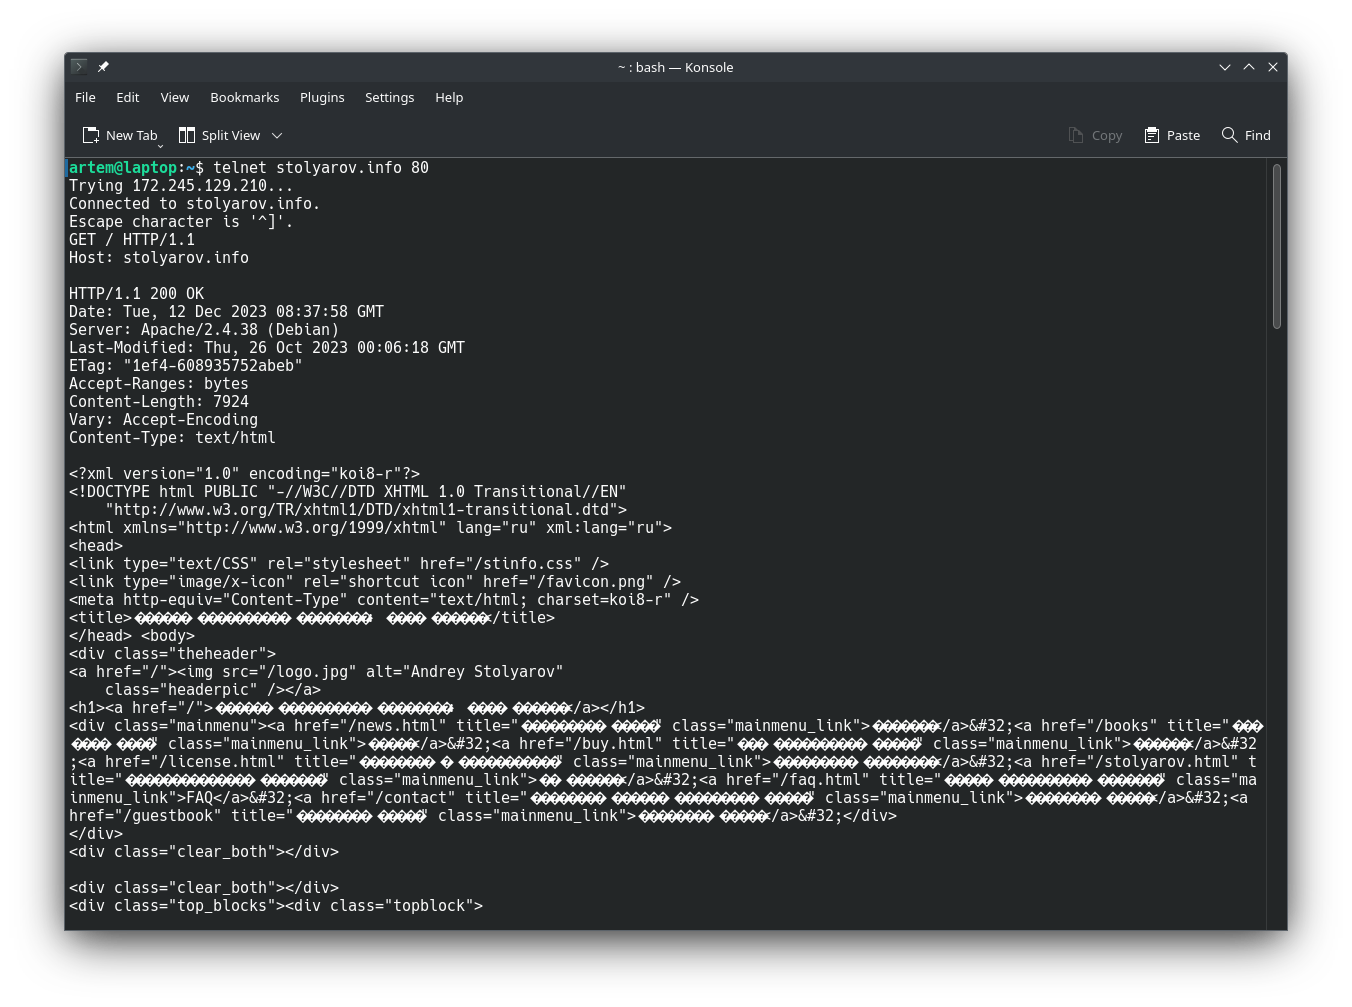 ~ : bash — Konsole
File Edit View Bookmarks Plugins Settings Help
New Tab Split View Copy Paste Find
artem@laptop:~$ telnet stolyarov.info 80
Trying 172.245.129.210...
Connected to stolyarov.info.
Escape character is '^]'.
GET / HTTP/1.1
Host: stolyarov.info
HTTP/1.1 200 OK
Date: Tue, 12 Dec 2023 08:37:58 GMT
Server: Apache/2.4.38 (Debian)
Last-Modified: Thu, 26 Oct 2023 00:06:18 GMT
ETag: "1ef4-608935752abeb"
Accept-Ranges: bytes
Content-Length: 7924
Vary: Accept-Encoding
Content-Type: text/html
<?xml version="1.0" encoding="koi8-r"?>
<!DOCTYPE html PUBLIC "-//W3C//DTD XHTML 1.0 Transitional//EN"
"http://www.w3.org/TR/xhtml1/DTD/xhtml1-transitional.dtd">
<html xmlns="http://www.w3.org/1999/xhtml" lang="ru" xml:lang="ru">
<head>
<link type="text/CSS" rel="stylesheet" href="/stinfo.css" />
<link type="image/x-icon" rel="shortcut icon" href="/favicon.png" />
<meta http-equiv="Content-Type" content="text/html; charset=koi8-r" />
<title> </title>
</head> <body>
<div class="theheader">
<a href="/"><img src="/logo.jpg" alt="Andrey Stolyarov"
class="headerpic" /></a>
<h1><a href="/"> </a></h1>
<div class="mainmenu"><a href="/news.html" title=" " class="mainmenu_link"> </a>&#32;<a href="/books" title="
" class="mainmenu_link"> </a>&#32;<a href="/buy.html" title=" " class="mainmenu_link"> </a>&#32
;<a href="/license.html" title=" " class="mainmenu_link"> </a>&#32;<a href="/stolyarov.html" t
itle=" " class="mainmenu_link"> </a>&#32;<a href="/faq.html" title=" " class="ma
inmenu_link">FAQ</a>&#32;<a href="/contact" title=" " class="mainmenu_link"> </a>&#32;<a
href="/guestbook" title=" " class="mainmenu_link"> </a>&#32;</div>
</div>
<div class="clear_both"></div>
<div class="clear_both"></div>
<div class="top_blocks"><div class="topblock">